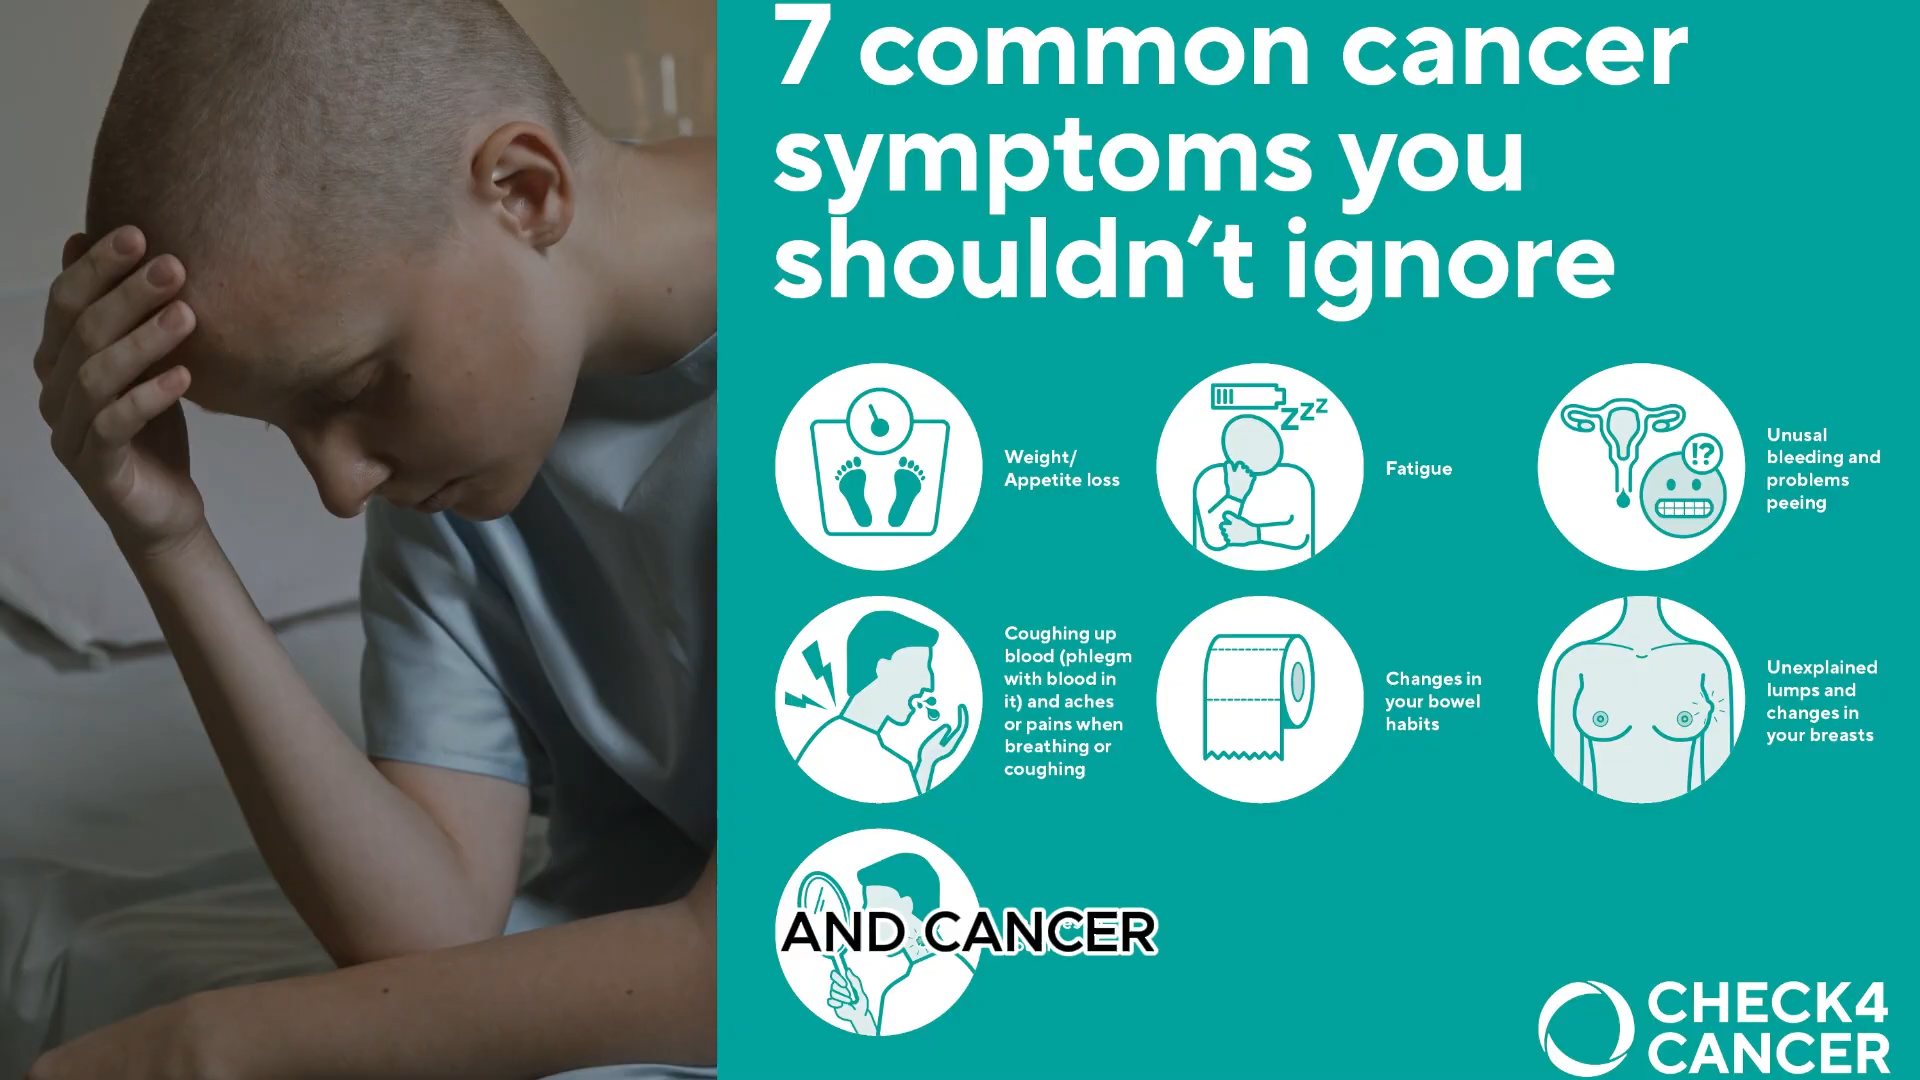 7 common cancer
symptoms you
shouldn't ignore
Weight/
Appetite loss
zzz
Fatigue
!?
Unusal
bleeding and
problems
peeing
Coughing up
blood (phlegm
with blood in
it) and aches
or pains when
breathing or
coughing
Changes in
your bowel
habits
Unexplained
lumps and
changes in
your breasts
AND CANCER
CHECK4
CANCER